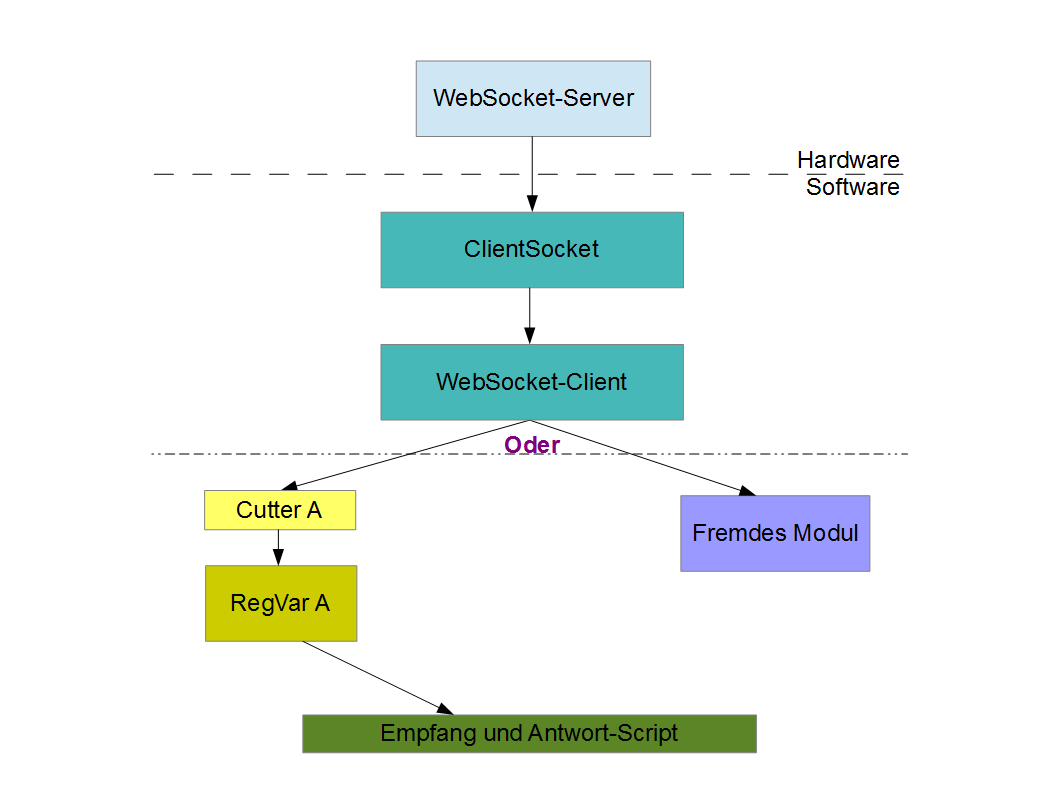 WebSocket-Server
Hardware
Software
ClientSocket
WebSocket-Client
Oder
Cutter A
Fremdes Modul
RegVar A
Empfang und Antwort-Script